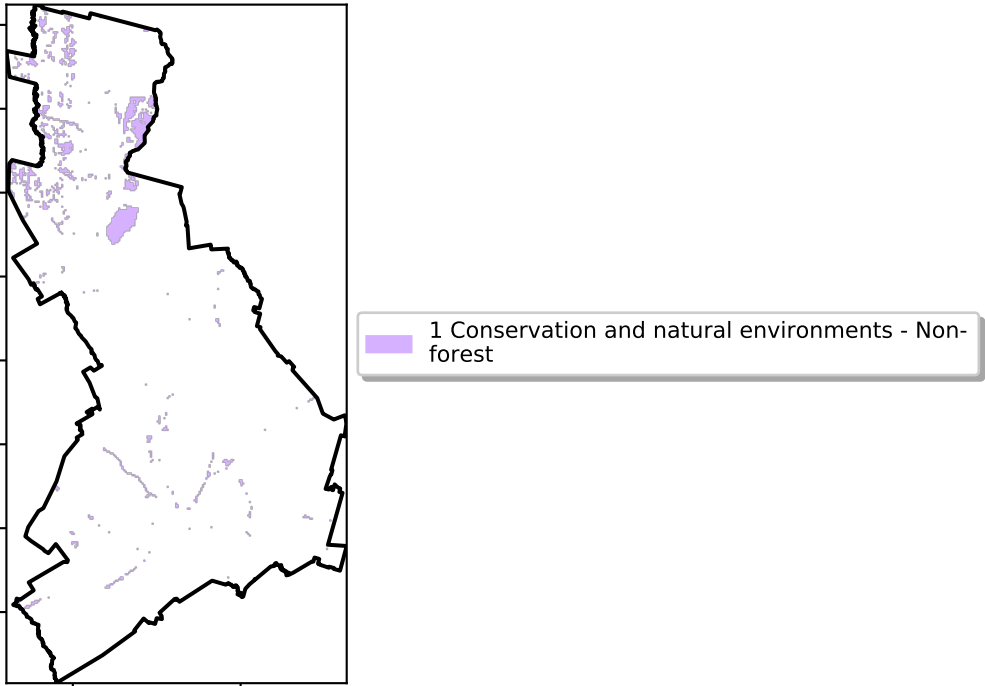 1 Conservation and natural environments - Non-
forest